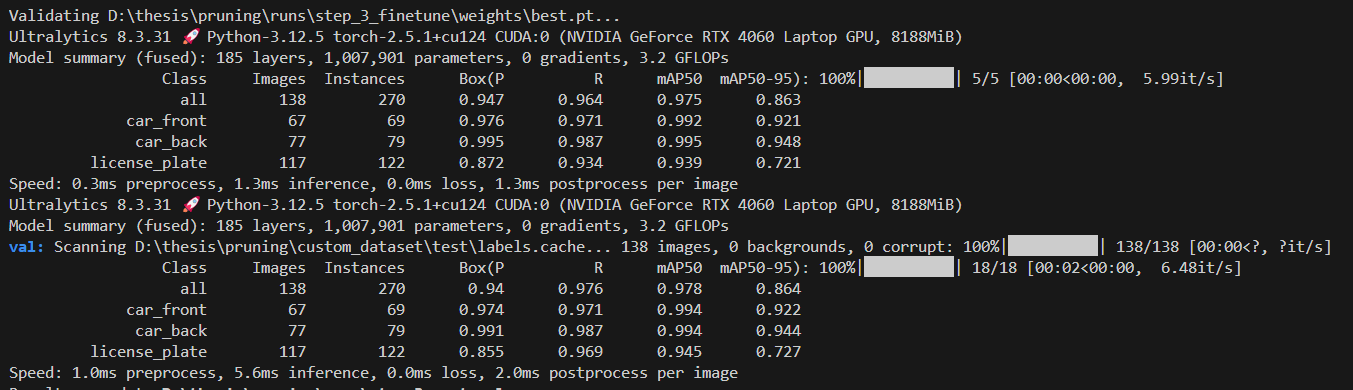 Validating D:\thesis\pruning\runs\step_3_finetune\weights\best.pt...
Ultralytics 8.3.31 🚀 Python-3.12.5 torch-2.5.1+cu124 CUDA:0 (NVIDIA GeForce RTX 4060 Laptop GPU, 8188MiB)
Model summary (fused): 185 layers, 1,007,901 parameters, 0 gradients, 3.2 GFLOPs
Class Images Instances Box(P R mAP50 mAP50-95): 100%|██████████| 5/5 [00:00<00:00, 5.99it/s]
all 138 270 0.947 0.964 0.975 0.863
car_front 67 69 0.976 0.971 0.992 0.921
car_back 77 79 0.995 0.987 0.995 0.948
license_plate 117 122 0.872 0.934 0.939 0.721
Speed: 0.3ms preprocess, 1.3ms inference, 0.0ms loss, 1.3ms postprocess per image
Ultralytics 8.3.31 🚀 Python-3.12.5 torch-2.5.1+cu124 CUDA:0 (NVIDIA GeForce RTX 4060 Laptop GPU, 8188MiB)
Model summary (fused): 185 layers, 1,007,901 parameters, 0 gradients, 3.2 GFLOPs
val: Scanning D:\thesis\pruning\custom_dataset\test\labels.cache... 138 images, 0 backgrounds, 0 corrupt: 100%|██████████| 138/138 [00:00<?, ?it/s]
Class Images Instances Box(P R mAP50 mAP50-95): 100%|██████████| 18/18 [00:02<00:00, 6.48it/s]
all 138 270 0.94 0.976 0.978 0.864
car_front 67 69 0.974 0.971 0.994 0.922
car_back 77 79 0.991 0.987 0.994 0.944
license_plate 117 122 0.855 0.969 0.945 0.727
Speed: 1.0ms preprocess, 5.6ms inference, 0.0ms loss, 2.0ms postprocess per image